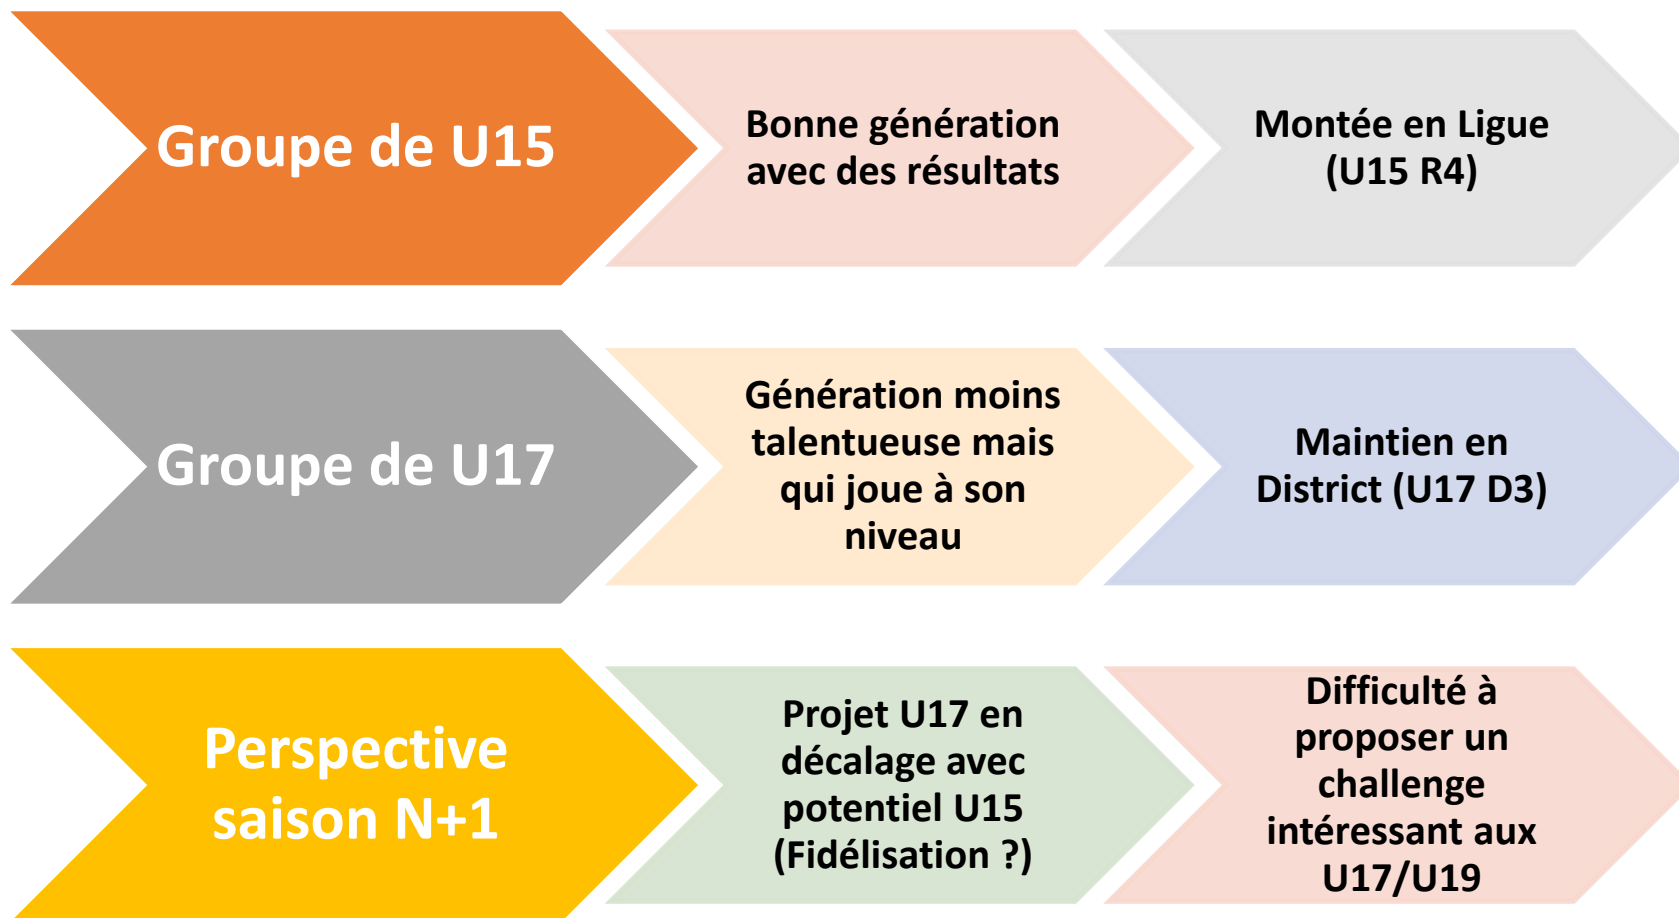 Groupe de U15
Bonne génération
avec des résultats
Montée en Ligue
(U15 R4)
Groupe de U17
Génération moins
talentueuse mais
qui joue à son
niveau
Maintien en
District (U17 D3)
Perspective
saison N+1
Projet U17 en
décalage avec
potentiel U15
(Fidélisation ?)
Difficulté à
proposer un
challenge
intéressant aux
U17/U19